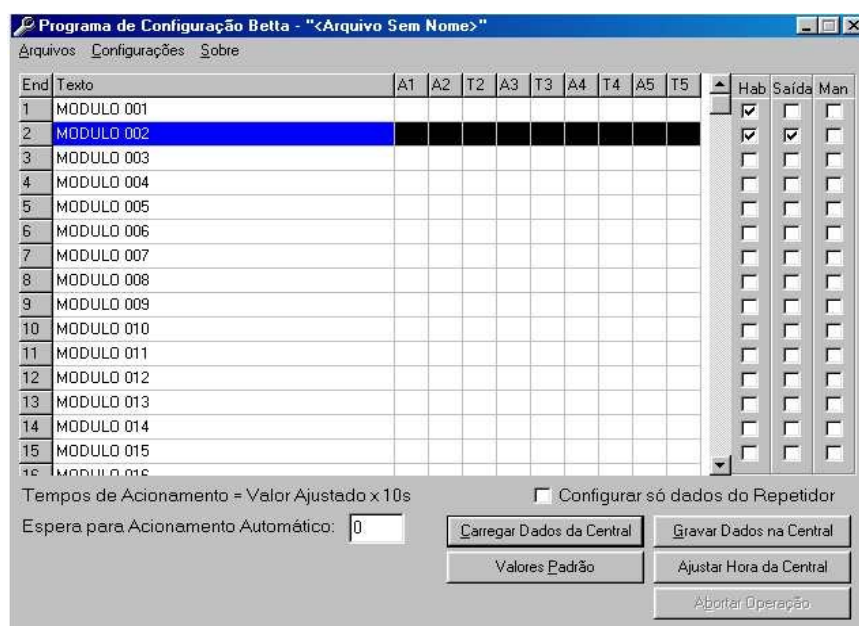 Programa de Configuração Betta - "<Arquivo Sem Nome>"
Arquivos Configurações Sobre
End Texto A1 A2 T2 A3 T3 A4 T4 A5 T5 Hab Saída Man
1 MODULO 001
2 MODULO 002
3 MODULO 003
4 MODULO 004
5 MODULO 005
6 MODULO 006
7 MODULO 007
8 MODULO 008
9 MODULO 009
10 MODULO 010
11 MODULO 011
12 MODULO 012
13 MODULO 013
14 MODULO 014
15 MODULO 015
16 MODULO 016
Tempos de Acionamento = Valor Ajustado x 10s
Configurar só dados do Repetidor
Espera para Acionamento Automático: 0
Carregar Dados da Central
Gravar Dados na Central
Valores Padrão
Ajustar Hora da Central
Abortar Operação